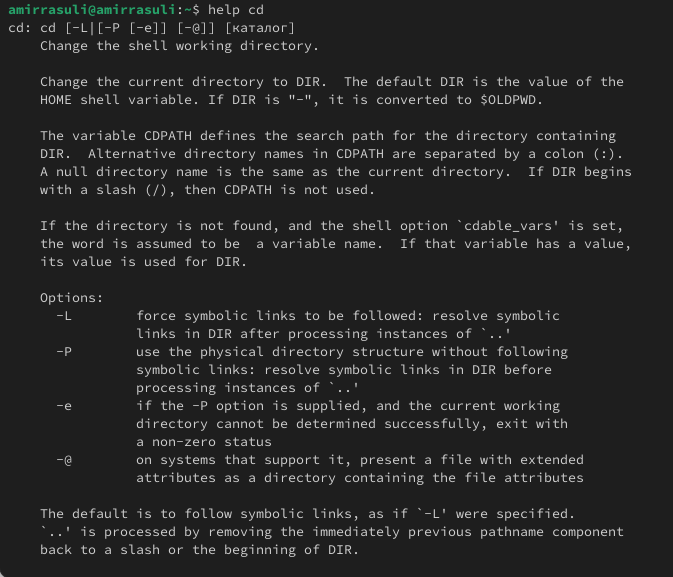 amirrasuli@amirrasuli:~$ help cd
cd: cd [-L|[-P [-e]] [-@]] [каталог]
Change the shell working directory.
Change the current directory to DIR.  The default DIR is the value of the
HOME shell variable. If DIR is "-", it is converted to $OLDPWD.
The variable CDPATH defines the search path for the directory containing
DIR.  Alternative directory names in CDPATH are separated by a colon (:).
A null directory name is the same as the current directory.  If DIR begins
with a slash (/), then CDPATH is not used.
If the directory is not found, and the shell option `cdable_vars' is set,
the word is assumed to be  a variable name.  If that variable has a value,
its value is used for DIR.
Options:
-L        force symbolic links to be followed: resolve symbolic
links in DIR after processing instances of `..'
-P        use the physical directory structure without following
symbolic links: resolve symbolic links in DIR before
processing instances of `..'
-e        if the -P option is supplied, and the current working
directory cannot be determined successfully, exit with
a non-zero status
-@        on systems that support it, present a file with extended
attributes as a directory containing the file attributes
The default is to follow symbolic links, as if `-L' were specified.
`..' is processed by removing the immediately previous pathname component
back to a slash or the beginning of DIR.